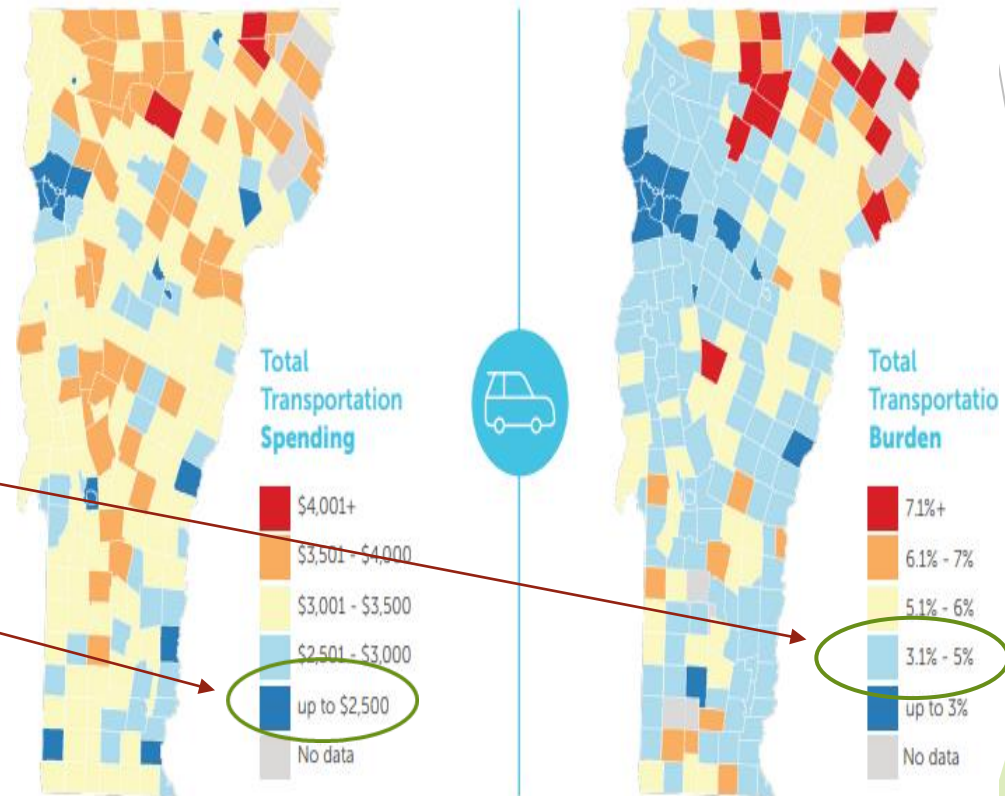 Total
Transportation
Spending
$4,001+
$3,501 - $4,000
$3,001 - $3,500
$2,501 - $3,000
up to $2,500
No data
Total
Transportatio
Burden
7.1%+
6.1% - 7%
5.1% - 6%
3.1% - 5%
up to 3%
No data